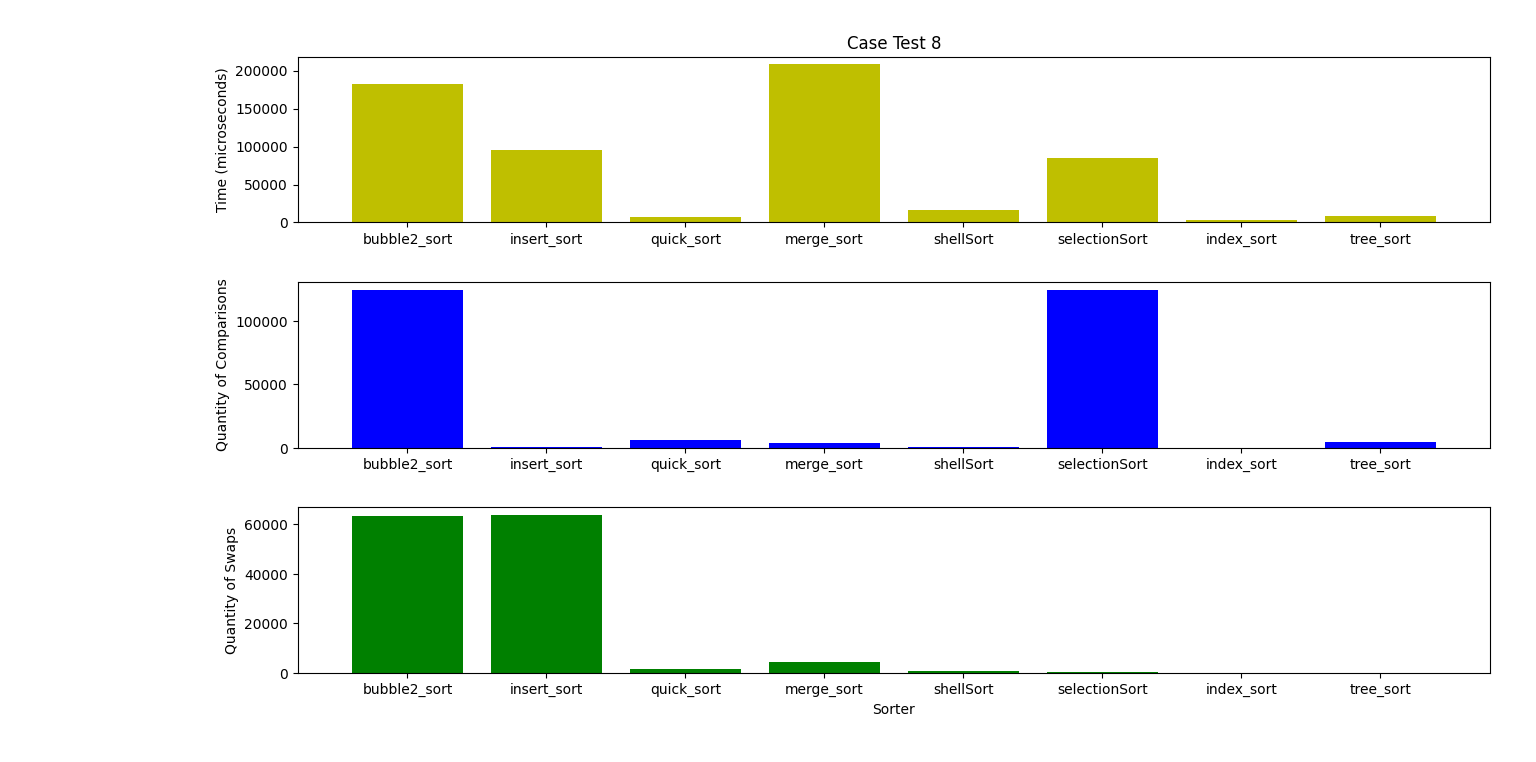 Case Test 8
Time (microseconds)
200000
150000
100000
50000
0
bubble2_sort insert_sort quick_sort merge_sort shellSort selectionSort index_sort tree_sort
Quantity of Comparisons
100000
50000
0
bubble2_sort insert_sort quick_sort merge_sort shellSort selectionSort index_sort tree_sort
Quantity of Swaps
60000
40000
20000
0
bubble2_sort insert_sort quick_sort merge_sort shellSort selectionSort index_sort tree_sort
Sorter